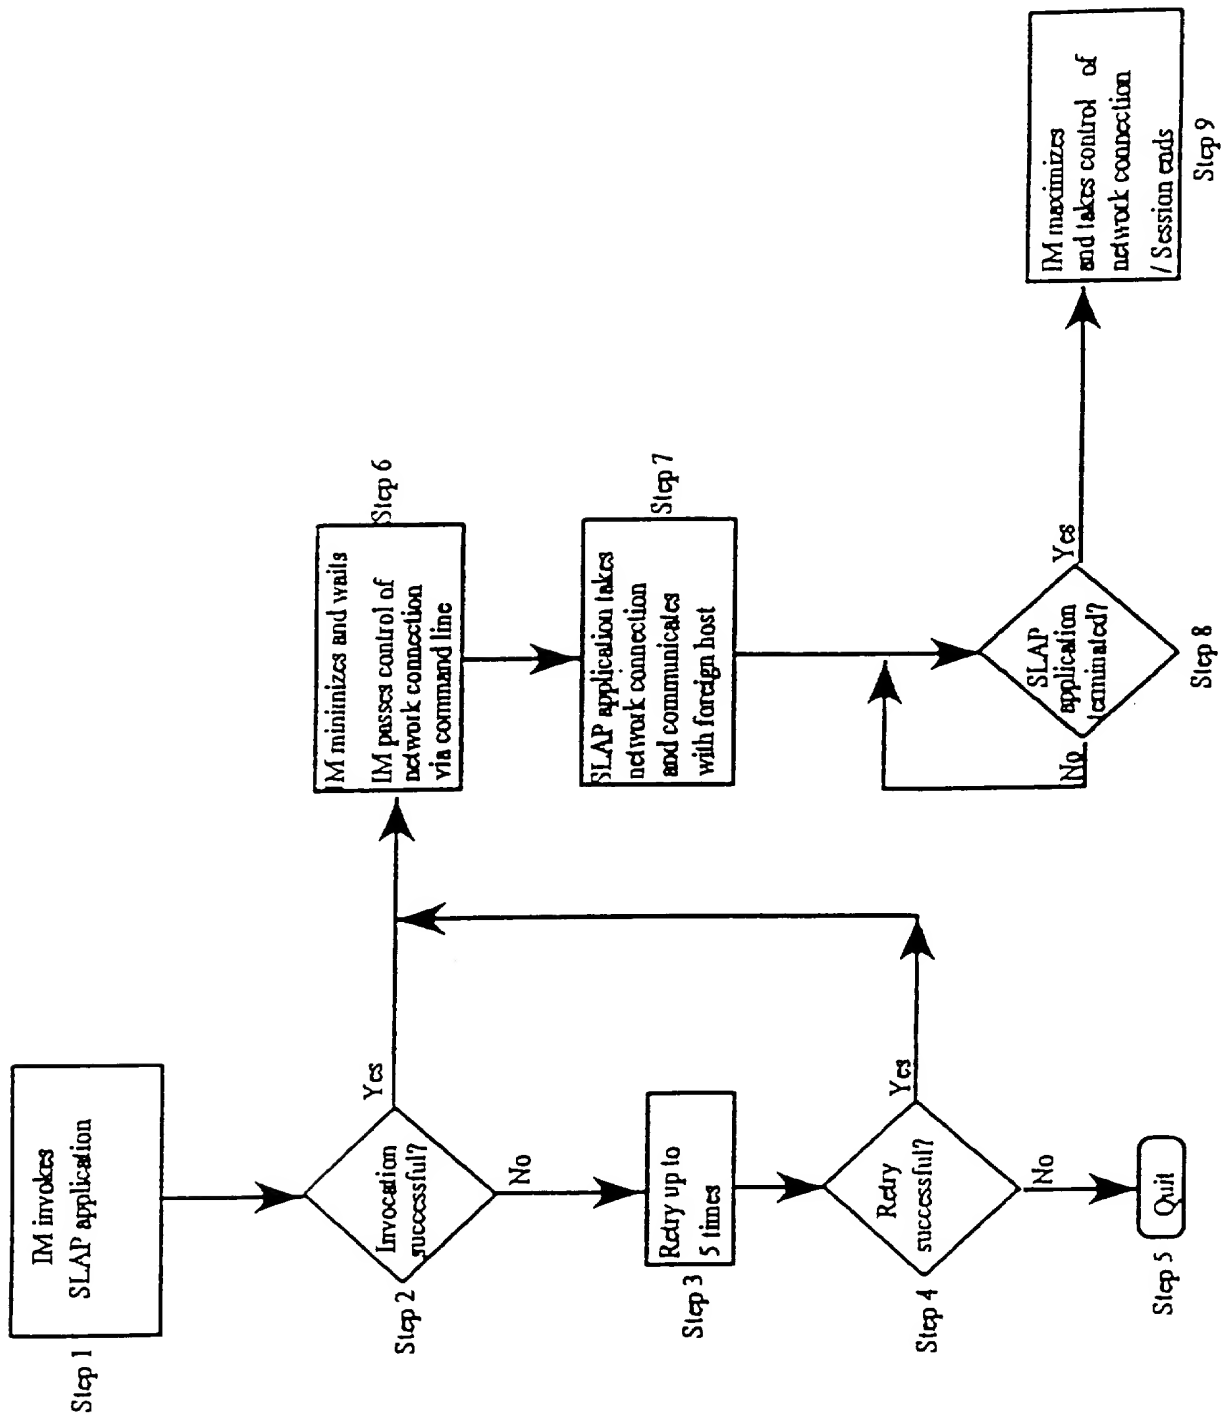 Step 1
IM invokes
SLAP application
Step 2
Invocation
successful?
Yes
No
Step 3
Retry up to
5 times
Step 4
Retry
successful?
Yes
No
Step 5
Quit
Step 6
IM minimizes and waits
IM passes control of
network connection
via command line
Step 7
SLAP application takes
network connection
and communicates
with foreign host
Step 8
SLAP
application
terminated?
No
Yes
IM maximizes
and takes control of
network connection
/ Session ends
Step 9